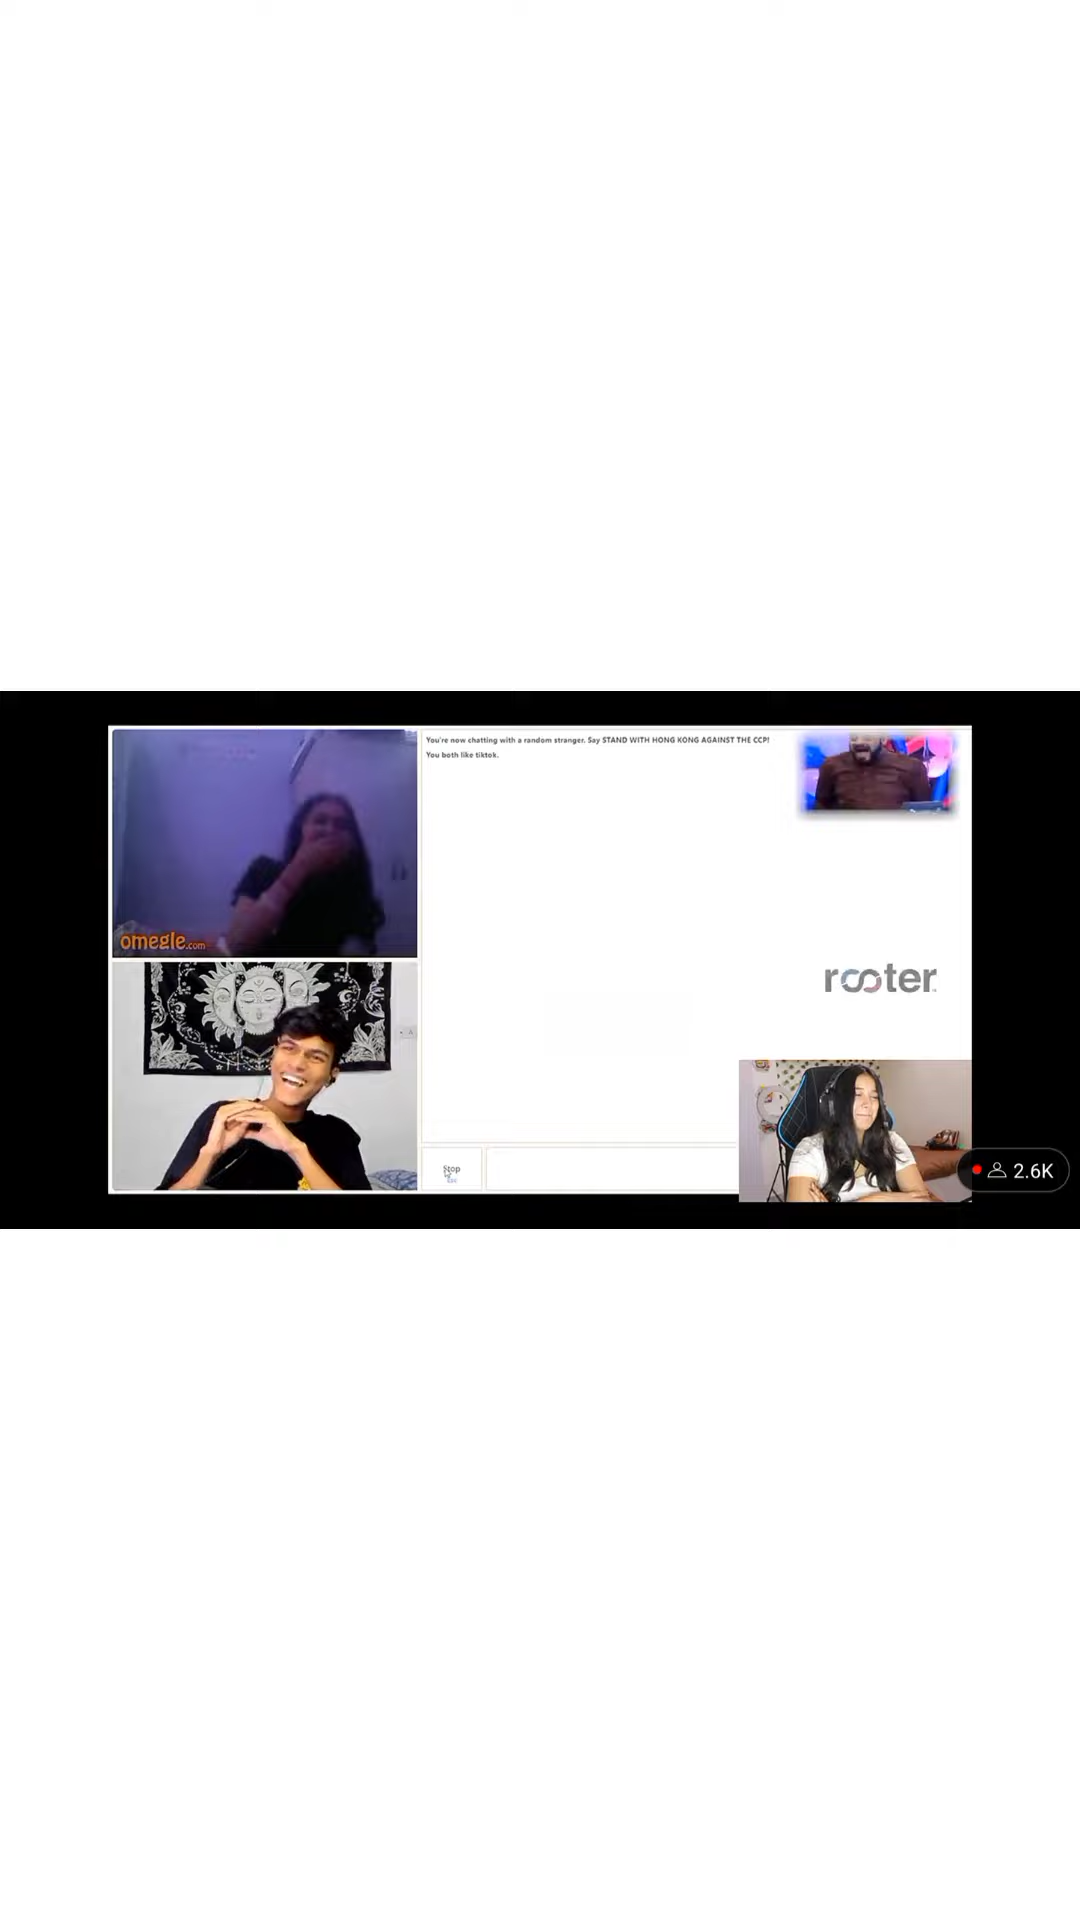 You're now chatting with a random stranger. Say STAND WITH HONG KONG AGAINST THE CCP!
You both like tiktok.
omegle.com
rooter
Stop
Esc
2.6K